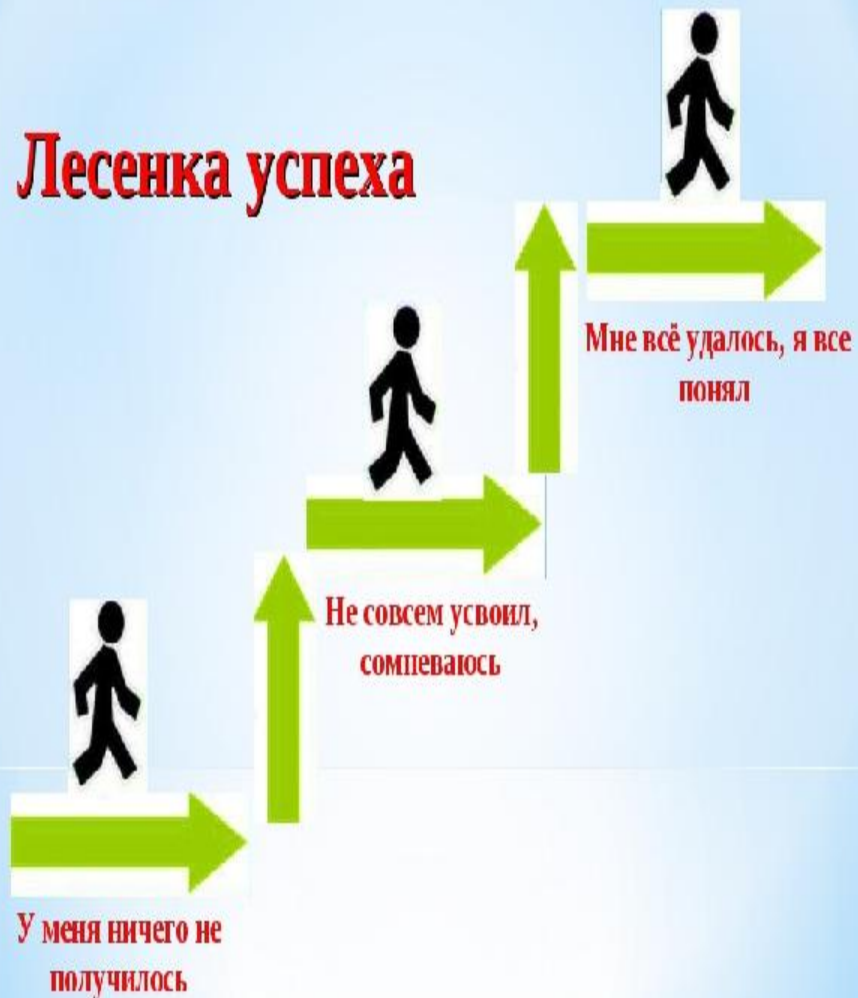 Лесенка успеха
Мне всё удалось, я все
понял
Не совсем усвоил,
сомневаюсь
У меня ничего не
получилось